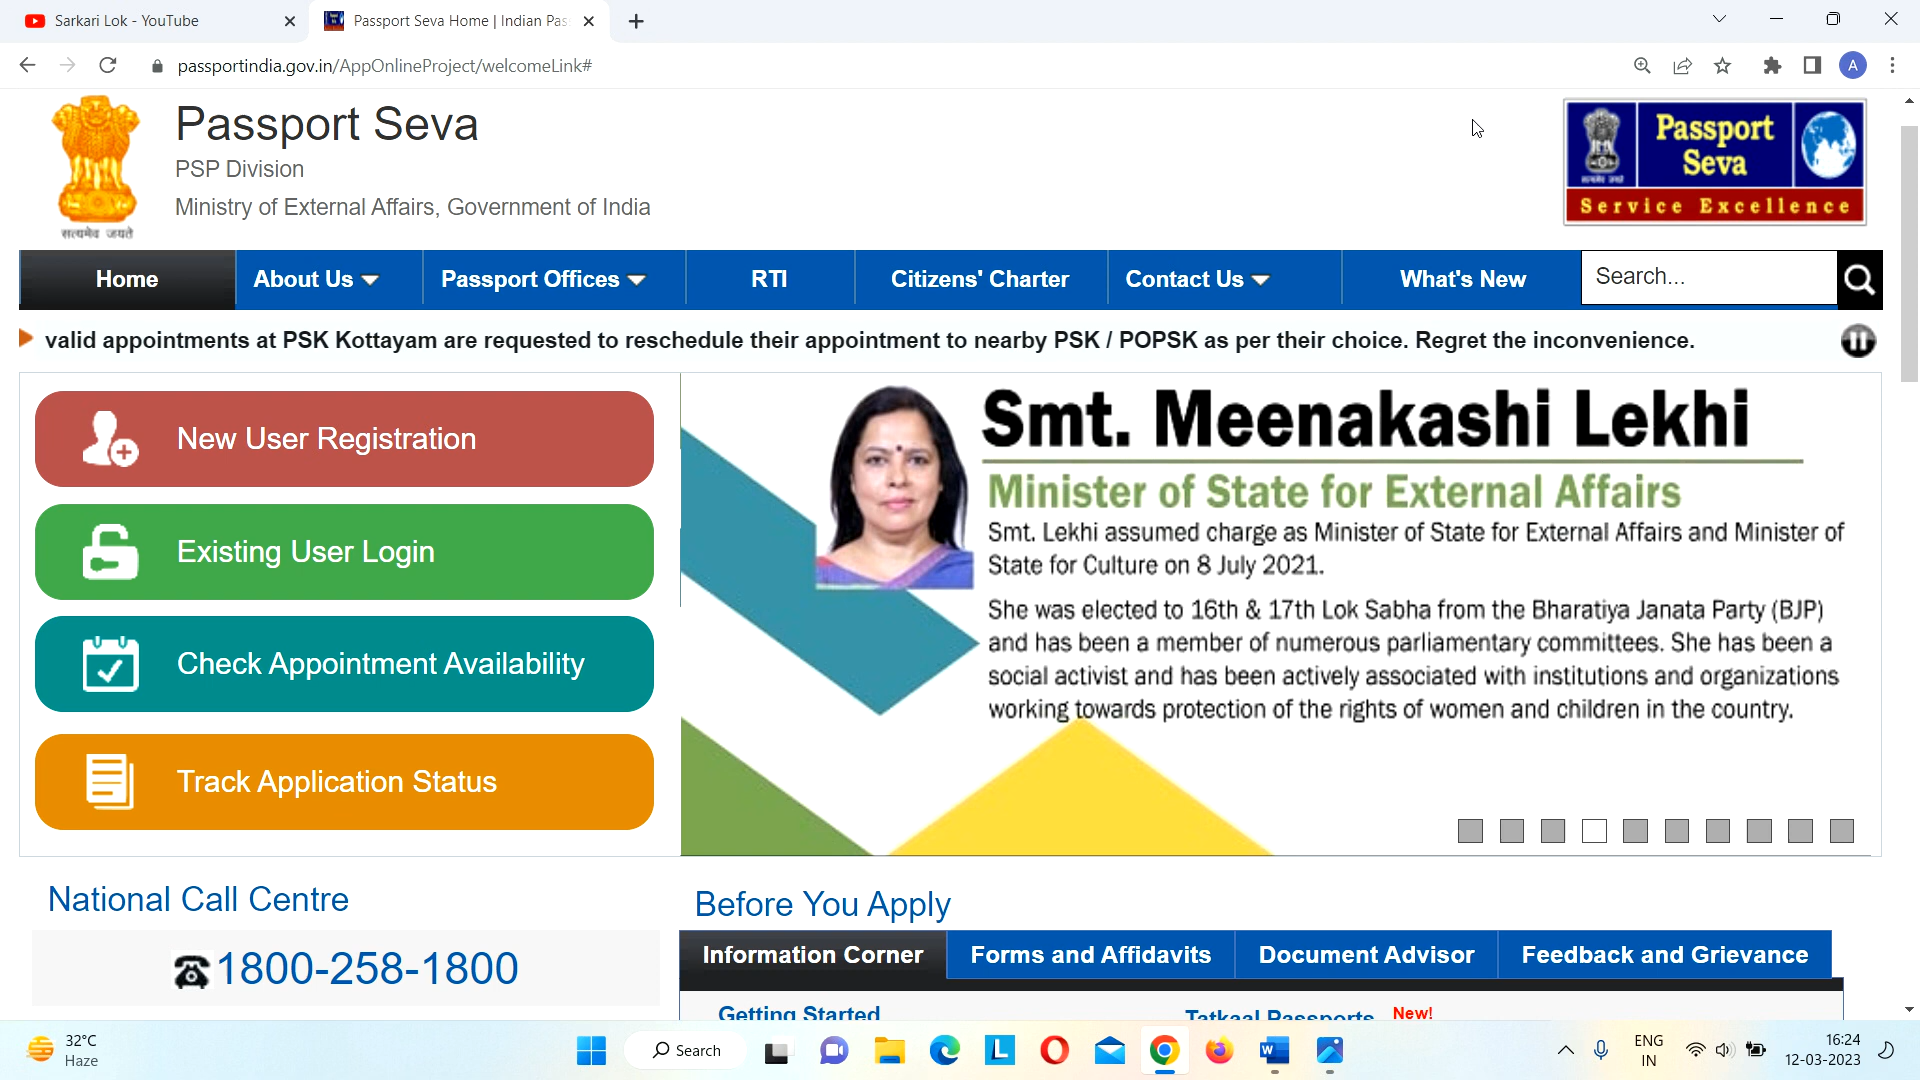 Sarkari Lok - YouTube
Passport Seva Home | Indian Pas
passportindia.gov.in/AppOnlineProject/welcomeLink#
A
सत्यमेव जयते
Passport Seva
PSP Division
Ministry of External Affairs, Government of India
Passport
Seva
Service Excellence
Home
About Us
Passport Offices
RTI
Citizens' Charter
Contact Us
What's New
Search...
valid appointments at PSK Kottayam are requested to reschedule their appointment to nearby PSK / POPSK as per their choice. Regret the inconvenience.
New User Registration
Existing User Login
Check Appointment Availability
Track Application Status
Smt. Meenakashi Lekhi
Minister of State for External Affairs
Smt. Lekhi assumed charge as Minister of State for External Affairs and Minister of
State for Culture on 8 July 2021.
She was elected to 16th & 17th Lok Sabha from the Bharatiya Janata Party (BJP)
and has been a member of numerous parliamentary committees. She has been a
social activist and has been actively associated with institutions and organizations
working towards protection of the rights of women and children in the country.
National Call Centre
1800-258-1800
Before You Apply
Information Corner
Forms and Affidavits
Document Advisor
Feedback and Grievance
Getting Started
Tatkaal Passports
New!
32°C
Haze
Search
ENG
IN
16:24
12-03-2023